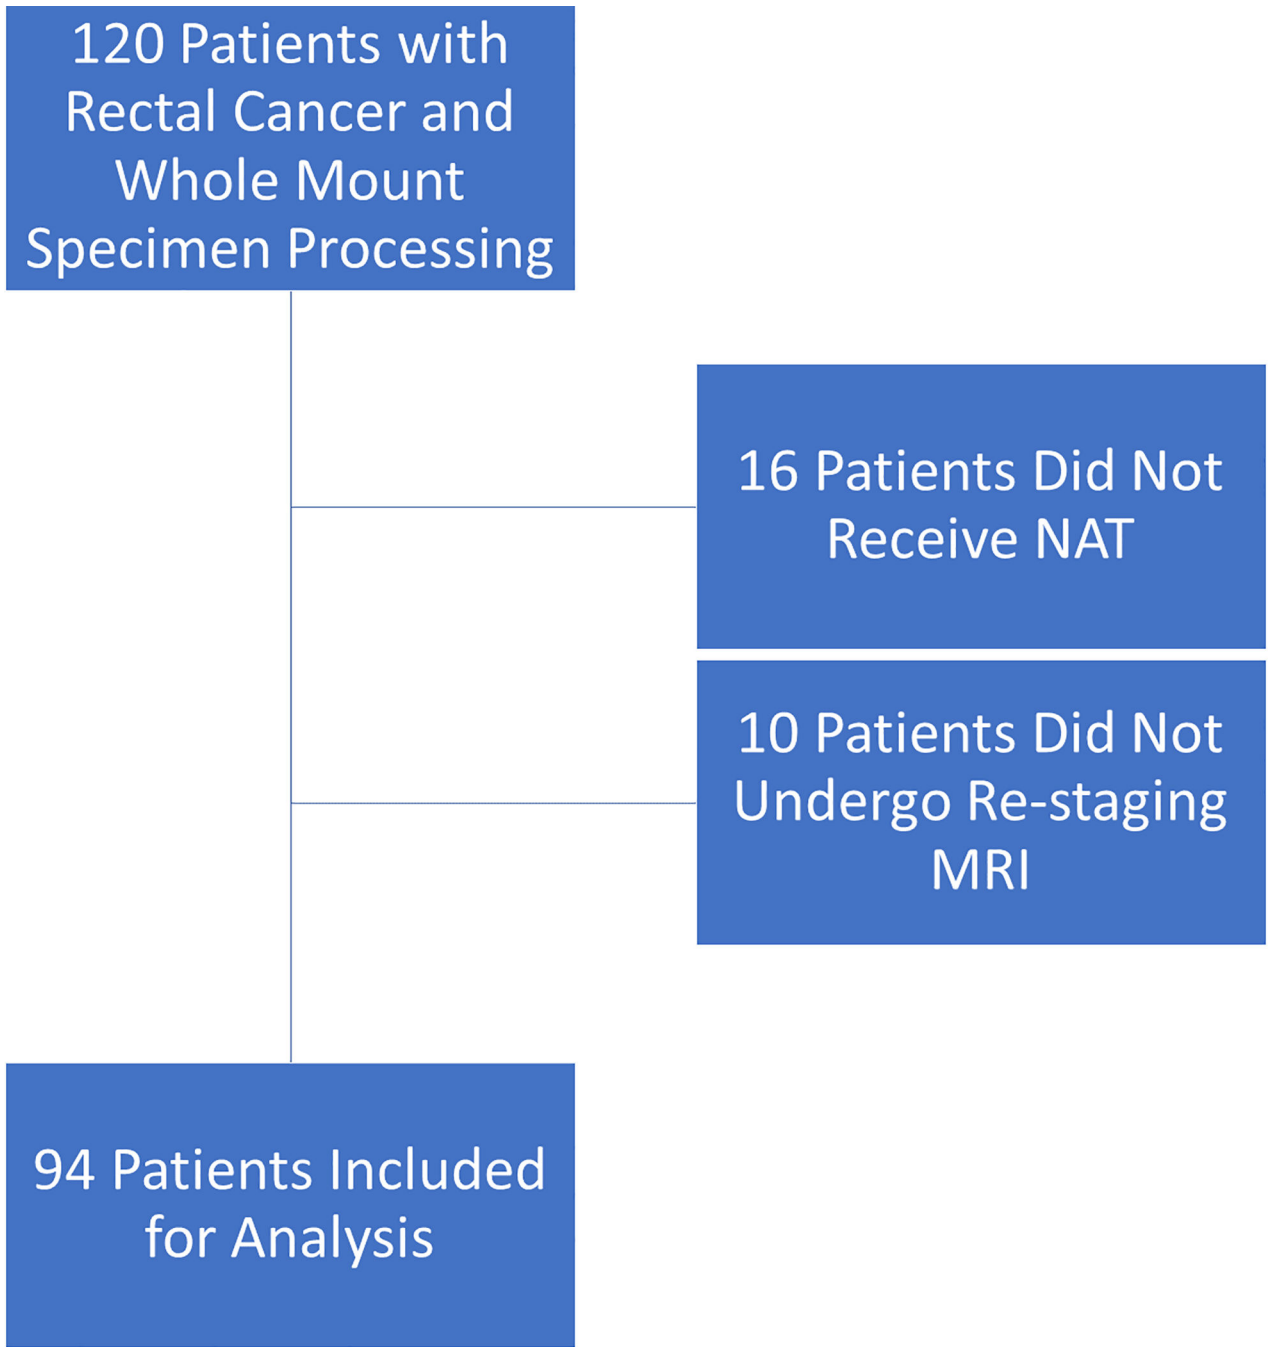 120 Patients with
Rectal Cancer and
Whole Mount
Specimen Processing
16 Patients Did Not
Receive NAT
10 Patients Did Not
Undergo Re-staging
MRI
94 Patients Included
for Analysis